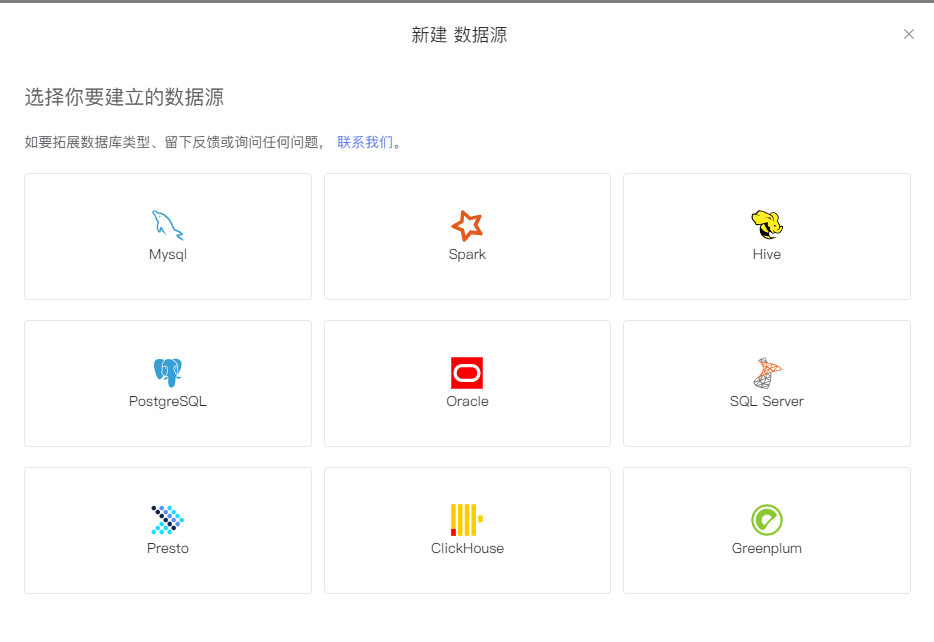 新建 数据源
选择你要建立的数据源
如要拓展数据库类型、留下反馈或询问任何问题， 联系我们。
Mysql
Spark
Hive
PostgreSQL
Oracle
SQL Server
Presto
ClickHouse
Greenplum